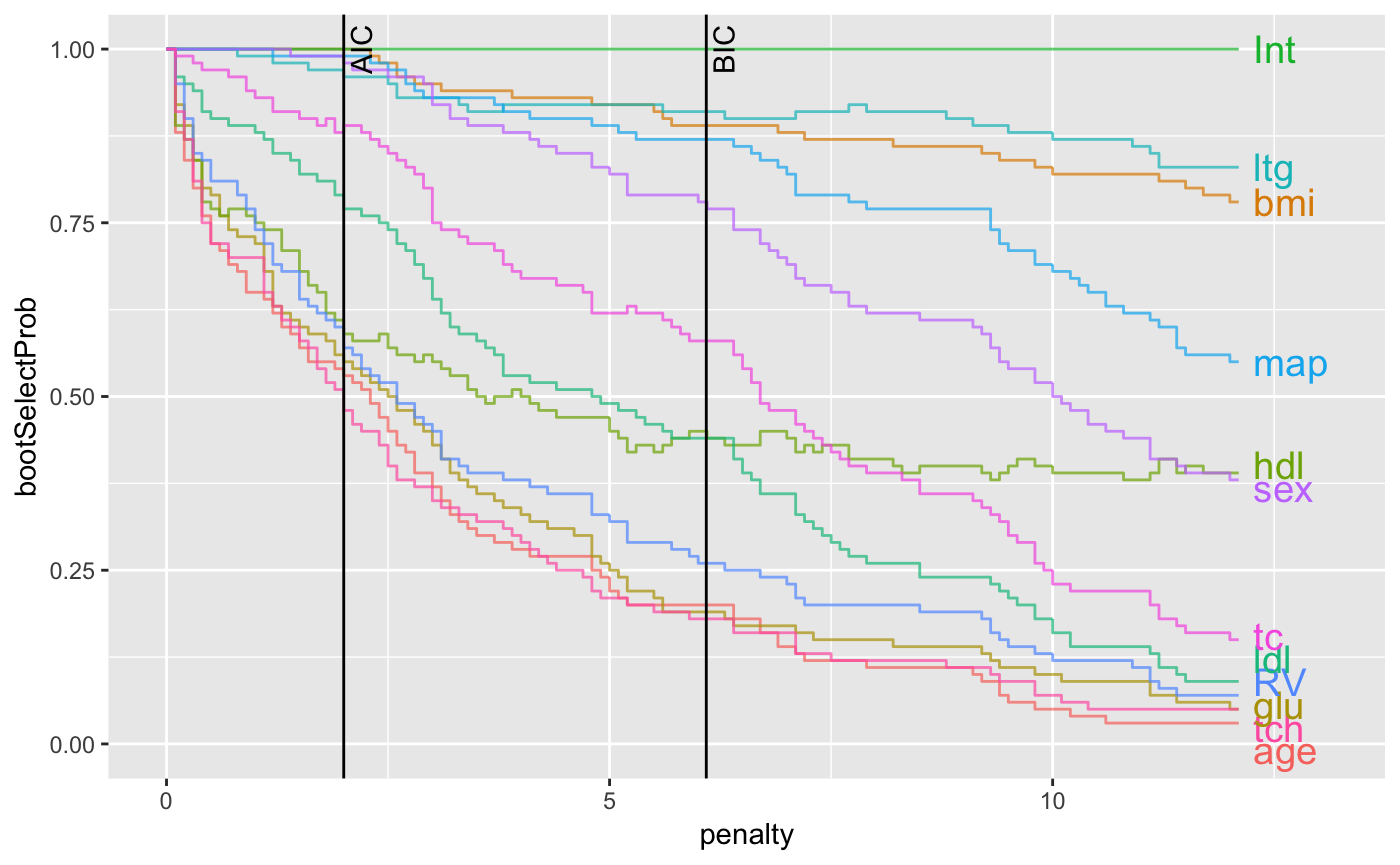 AIC
BIC
1.00
0.75
0.50
0.25
0.00
bootSelectProb
Int
ltg
bmi
map
hdl
sex
tc
ldl
RV
glu
tch
age
0
5
10
penalty